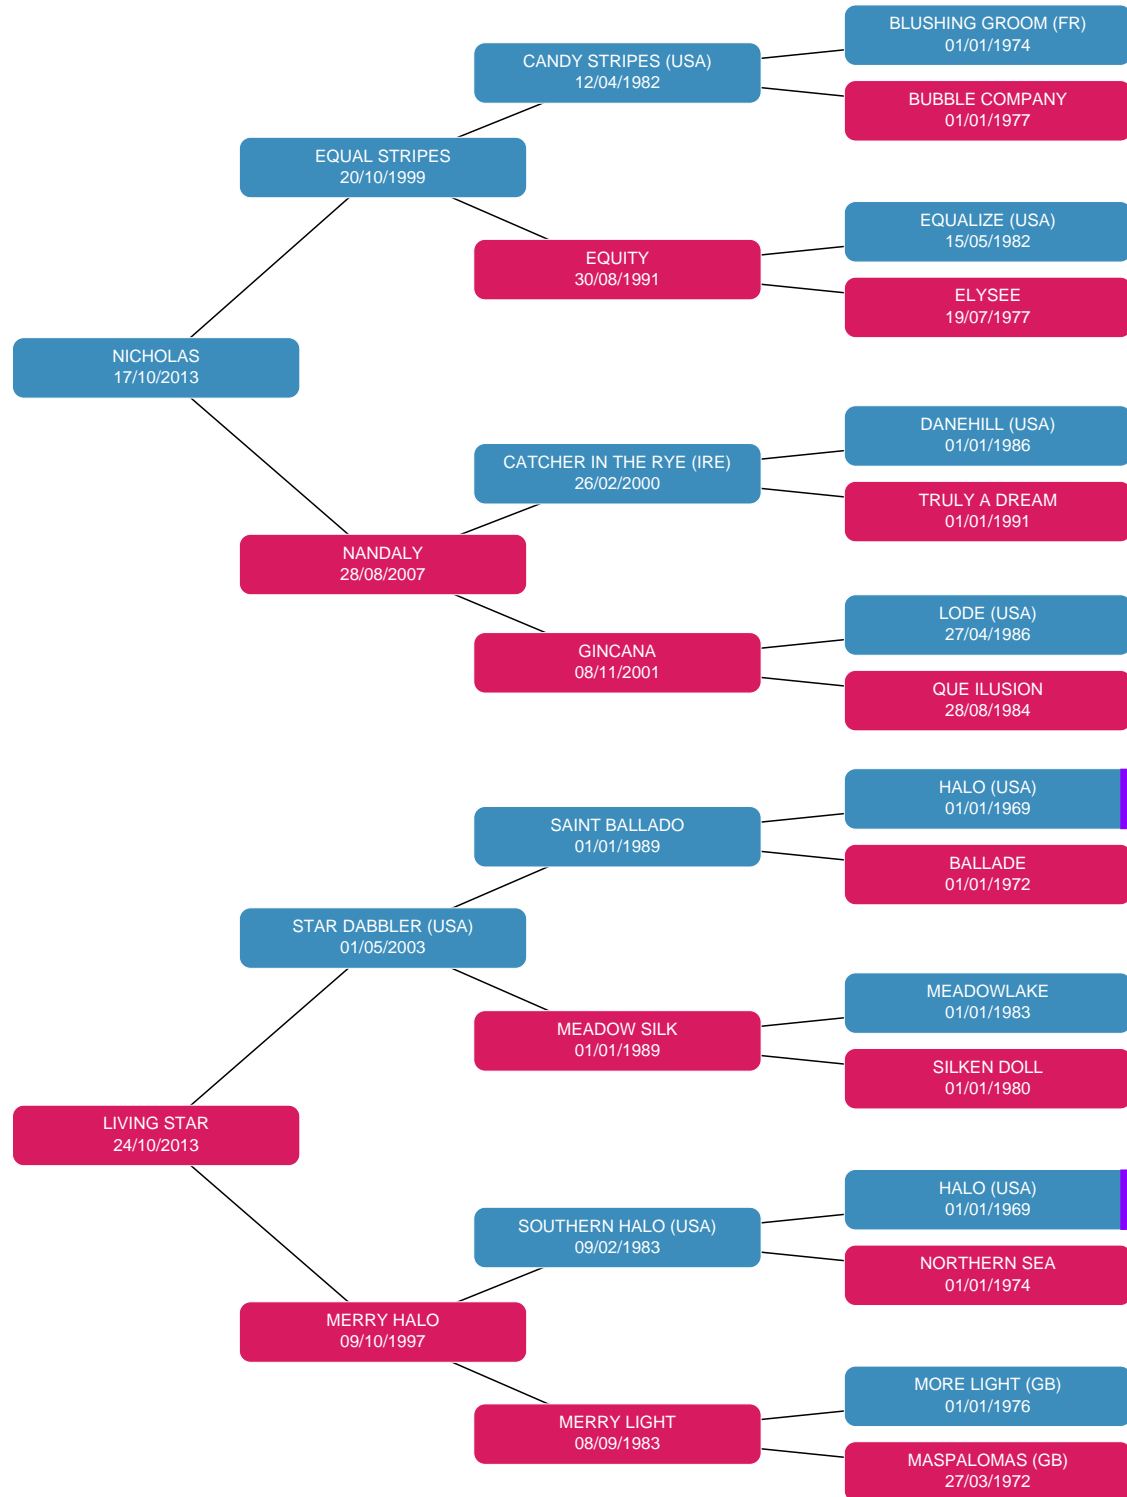 BLUSHING GROOM (FR)
01/01/1974
CANDY STRIPES (USA)
12/04/1982
BUBBLE COMPANY
01/01/1977
EQUAL STRIPES
20/10/1999
EQUALIZE (USA)
15/05/1982
EQUITY
30/08/1991
ELYSEE
19/07/1977
NICHOLAS
17/10/2013
DANEHILL (USA)
01/01/1986
CATCHER IN THE RYE (IRE)
26/02/2000
TRULY A DREAM
01/01/1991
NANDALY
28/08/2007
LODE (USA)
27/04/1986
GINCANA
08/11/2001
QUE ILUSION
28/08/1984
HALO (USA)
01/01/1969
SAINT BALLADO
01/01/1989
BALLADE
01/01/1972
STAR DABBLER (USA)
01/05/2003
MEADOWLAKE
01/01/1983
MEADOW SILK
01/01/1989
SILKEN DOLL
01/01/1980
LIVING STAR
24/10/2013
HALO (USA)
01/01/1969
SOUTHERN HALO (USA)
09/02/1983
NORTHERN SEA
01/01/1974
MERRY HALO
09/10/1997
MORE LIGHT (GB)
01/01/1976
MERRY LIGHT
08/09/1983
MASPALOMAS (GB)
27/03/1972